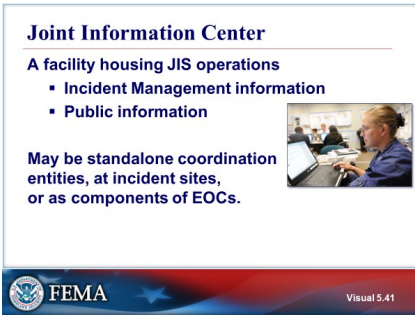 Joint Information Center
A facility housing JIS operations
▪ Incident Management information
▪ Public information
May be standalone coordination
entities, at incident sites,
or as components of EOCs.
FEMA
Visual 5.41